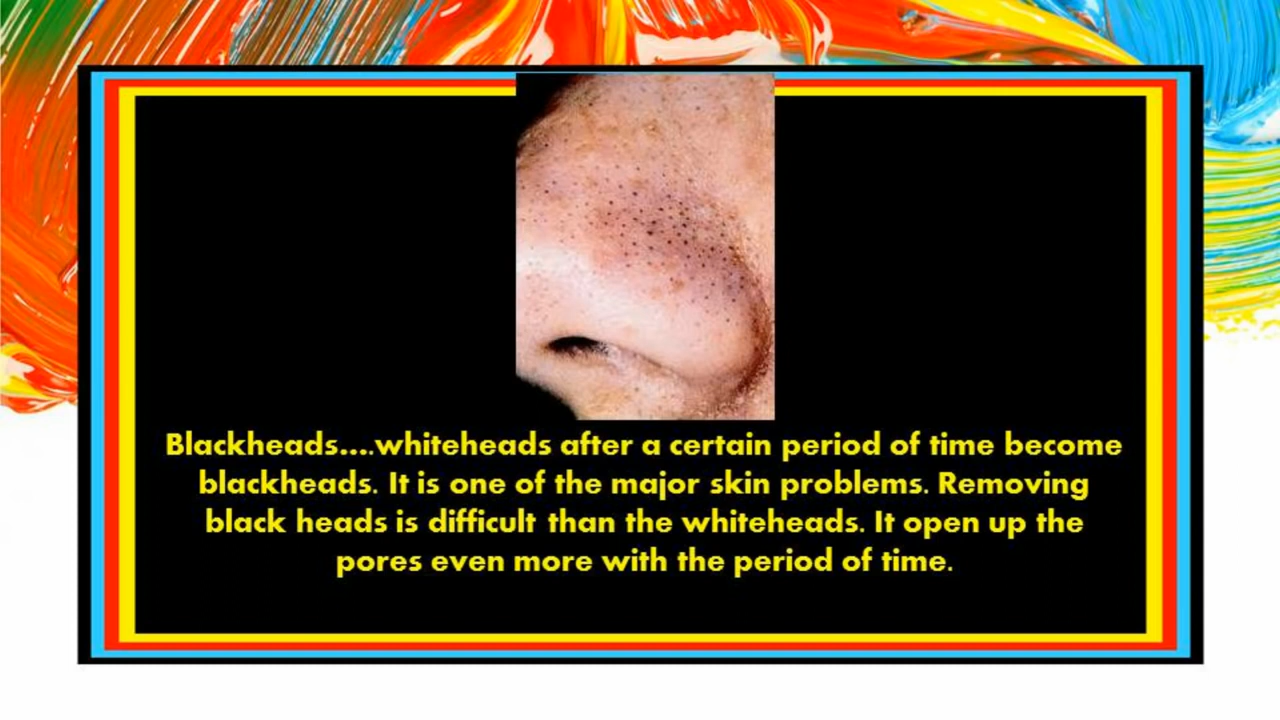 Blackheads....whiteheads after a certain period of time become
blackheads. It is one of the major skin problems. Removing
black heads is difficult than the whiteheads. It open up the
pores even more with the period of time.